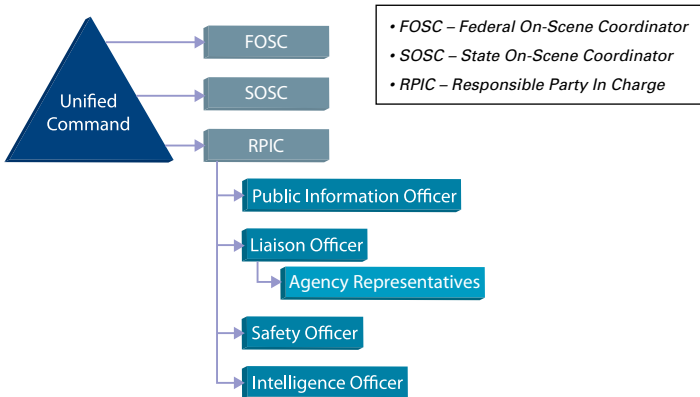 Unified
Command
FOSC
SOSC
RPIC
Public Information Officer
Liaison Officer
Agency Representatives
Safety Officer
Intelligence Officer
• FOSC – Federal On-Scene Coordinator
• SOSC – State On-Scene Coordinator
• RPIC – Responsible Party In Charge